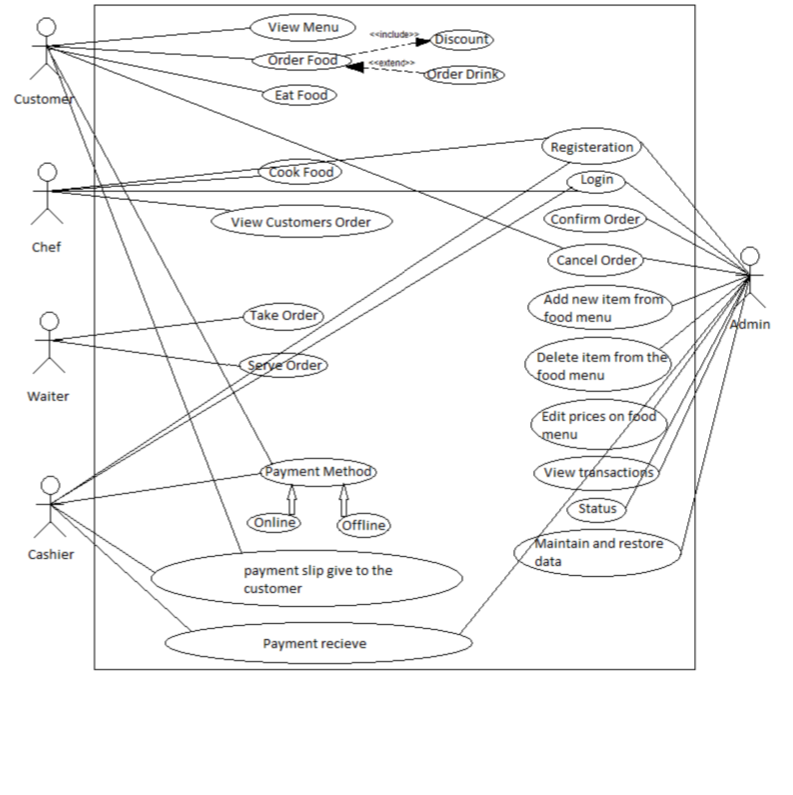 View Menu
<<include>>
Discount
Order Food
<<extend>>
Order Drink
Eat Food
Customer
Registeration
Cook Food
Login
Chef
View Customers Order
Confirm Order
Cancel Order
Add new item from
food menu
Admin
Take Order
Serve Order
Waiter
Delete item from the
food menu
Edit prices on food
menu
Payment Method
View transactions
Online
Offline
Status
Cashier
Maintain and restore
data
payment slip give to the
customer
Payment recieve